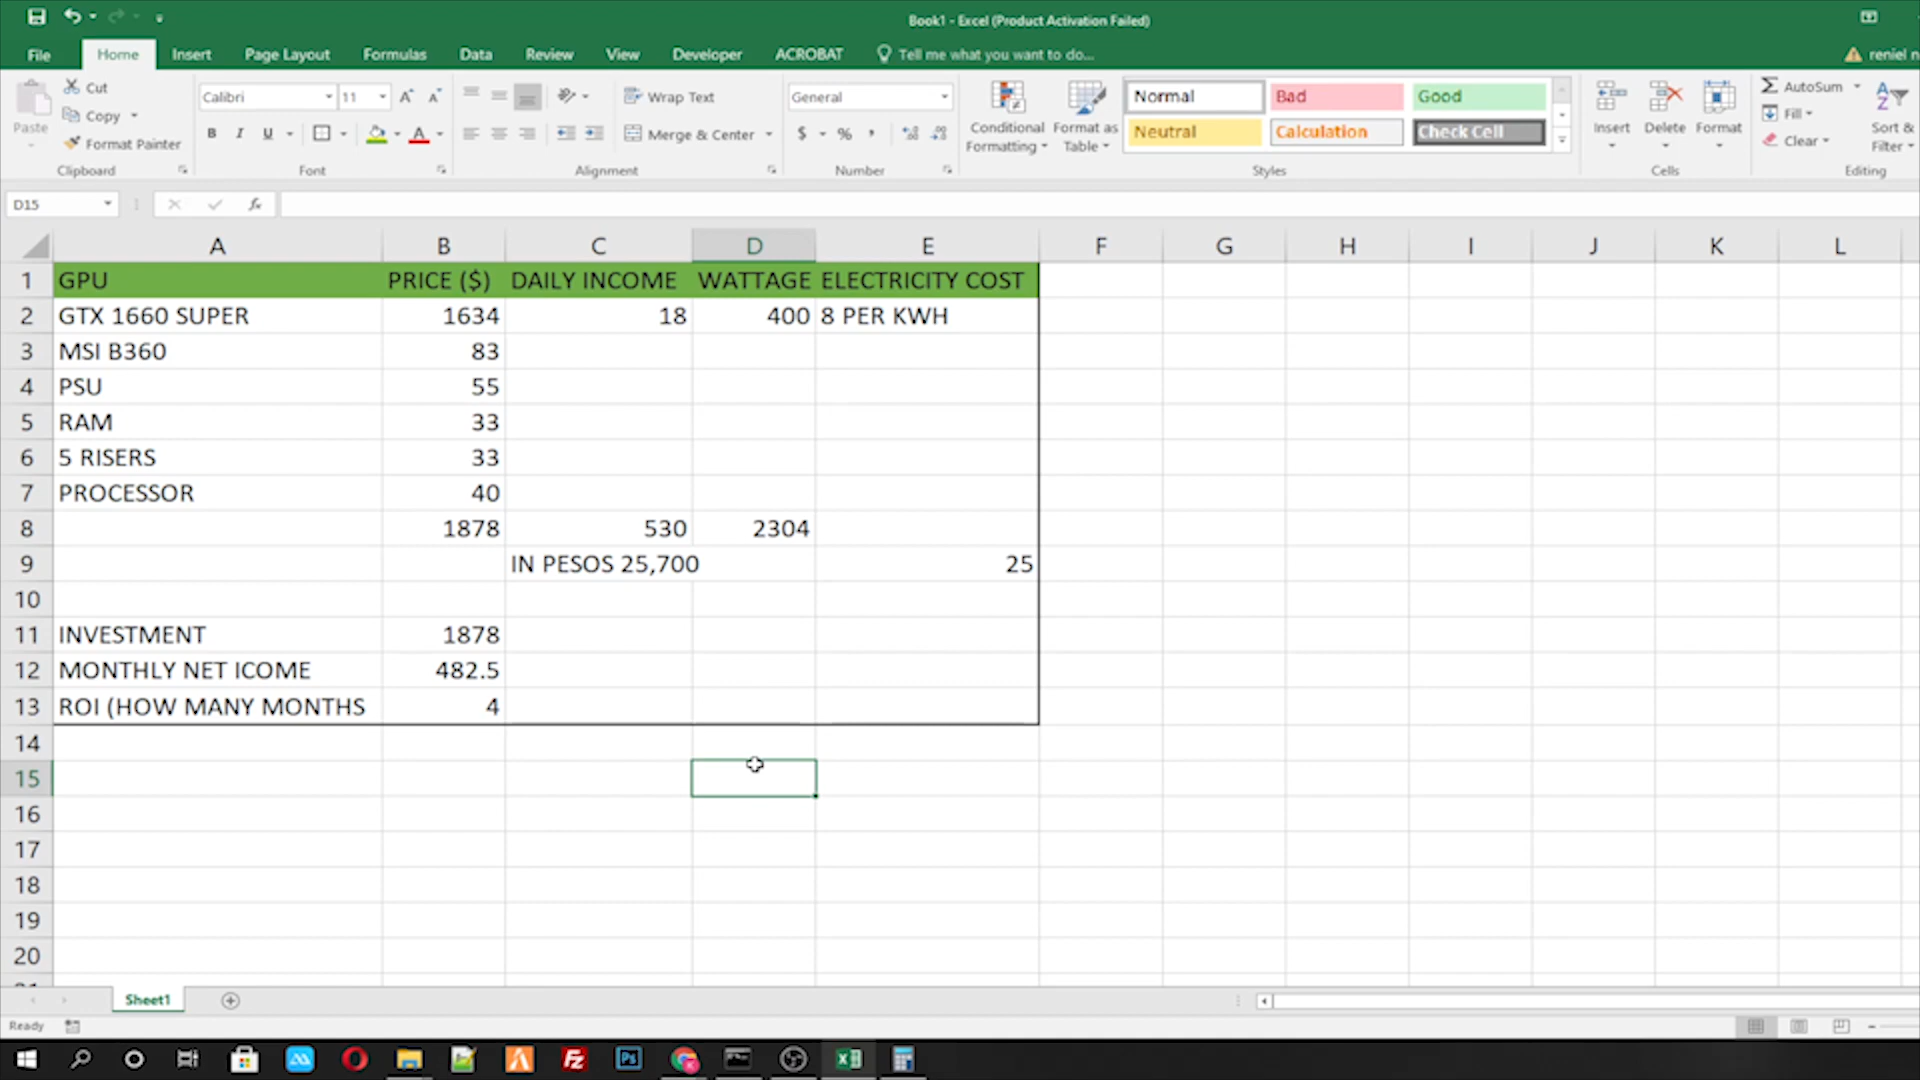 Book1 - Excel (Product Activation Failed)
File Home Insert Page Layout Formulas Data Review View Developer ACROBAT Tell me what you want to do... reniel n
Paste
Cut
Copy
Format Painter
Clipboard
Calibri 11
B I U
Font
Wrap Text
Merge & Center
Alignment
General
$ % ,
Number
Conditional Formatting
Format as Table
Normal Bad Good
Neutral Calculation Check Cell
Styles
Insert Delete Format
Cells
AutoSum
Fill
Clear
Sort &
Filter
Editing
D15 fx
A B C D E F G H I J K L
1 GPU PRICE ($) DAILY INCOME WATTAGE ELECTRICITY COST
2 GTX 1660 SUPER 1634 18 400 8 PER KWH
3 MSI B360 83
4 PSU 55
5 RAM 33
6 5 RISERS 33
7 PROCESSOR 40
8 1878 530 2304
9 IN PESOS 25,700 25
10
11 INVESTMENT 1878
12 MONTHLY NET ICOME 482.5
13 ROI (HOW MANY MONTHS 4
14
15
16
17
18
19
20
Sheet1
Ready